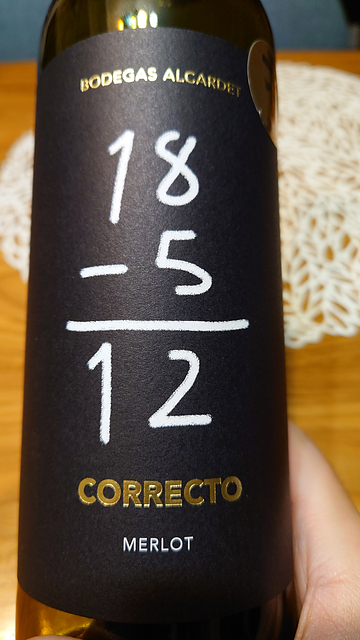 BODEGAS ALCARDET
18
- 5
12
CORRECTO
MERLOT